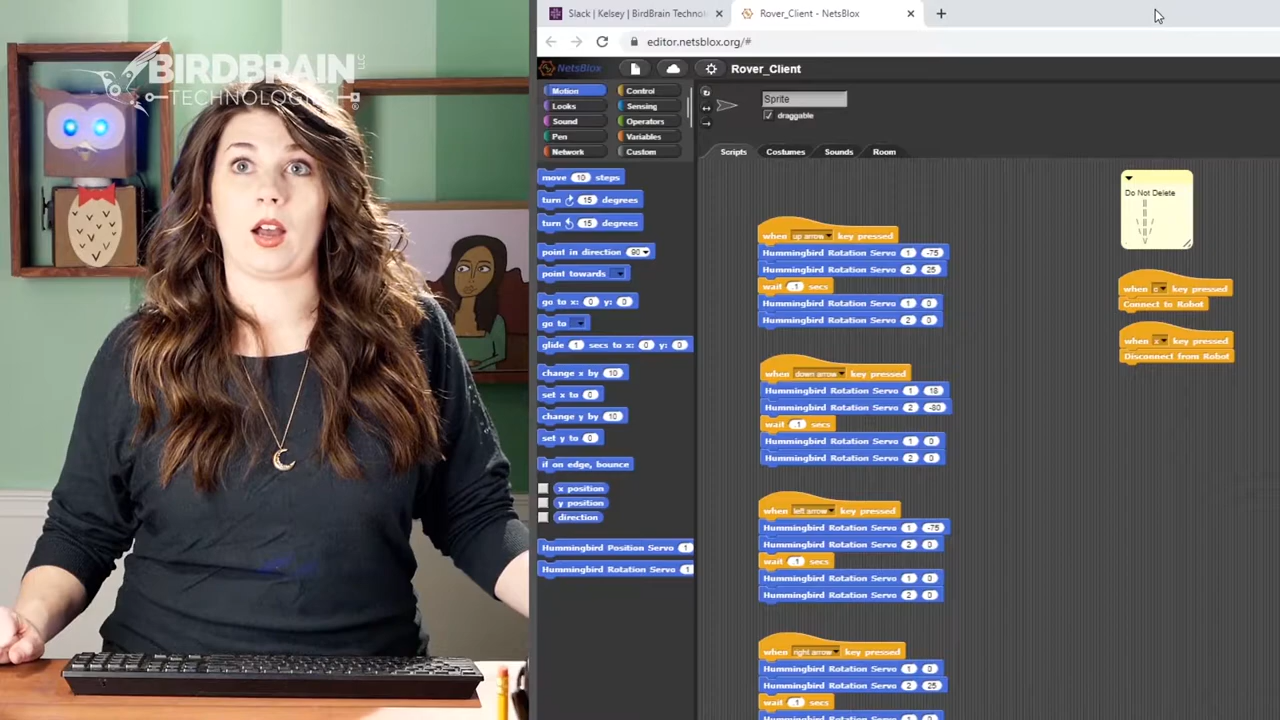 BIRDBRAIN LLC
TECHNOLOGIES
Slack | Kelsey | BirdBrain Technol
Rover_Client - NetsBlox
editor.netsblox.org/#
NetsBlox
Rover_Client
Motion
Control
Looks
Sensing
Sound
Operators
Pen
Variables
Network
Custom
Sprite
draggable
Scripts Costumes Sounds Room
move 10 steps
turn 15 degrees
turn 15 degrees
point in direction 90
point towards
go to x: 0 y: 0
go to
glide 1 secs to x: 0 y: 0
change x by 10
set x to 0
change y by 10
set y to 0
if on edge, bounce
x position
y position
direction
Hummingbird Position Servo 1
Hummingbird Rotation Servo 1
when up arrow key pressed
Hummingbird Rotation Servo 1 -75
Hummingbird Rotation Servo 2 25
wait .1 secs
Hummingbird Rotation Servo 1 0
Hummingbird Rotation Servo 2 0
when down arrow key pressed
Hummingbird Rotation Servo 1 18
Hummingbird Rotation Servo 2 -80
wait .1 secs
Hummingbird Rotation Servo 1 0
Hummingbird Rotation Servo 2 0
when left arrow key pressed
Hummingbird Rotation Servo 1 -75
Hummingbird Rotation Servo 2 0
wait .1 secs
Hummingbird Rotation Servo 1 0
Hummingbird Rotation Servo 2 0
when right arrow key pressed
Hummingbird Rotation Servo 1 0
Hummingbird Rotation Servo 2 25
wait .1 secs
Do Not Delete
when c key pressed
Connect to Robot
when x key pressed
Disconnect from Robot